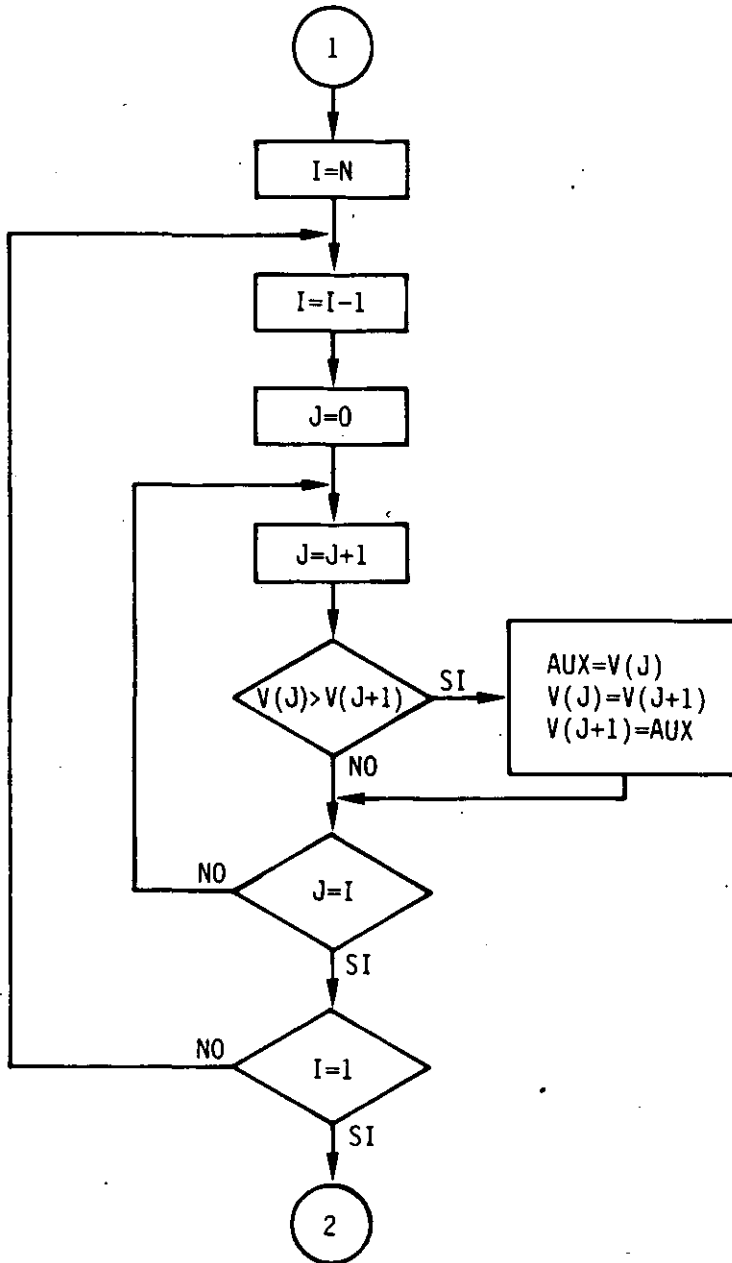 1
I=N
I=I-1
J=0
J=J+1
V(J)>V(J+1)
SI
AUX=V(J)
V(J)=V(J+1)
V(J+1)=AUX
NO
NO
J=I
SI
NO
I=1
SI
2